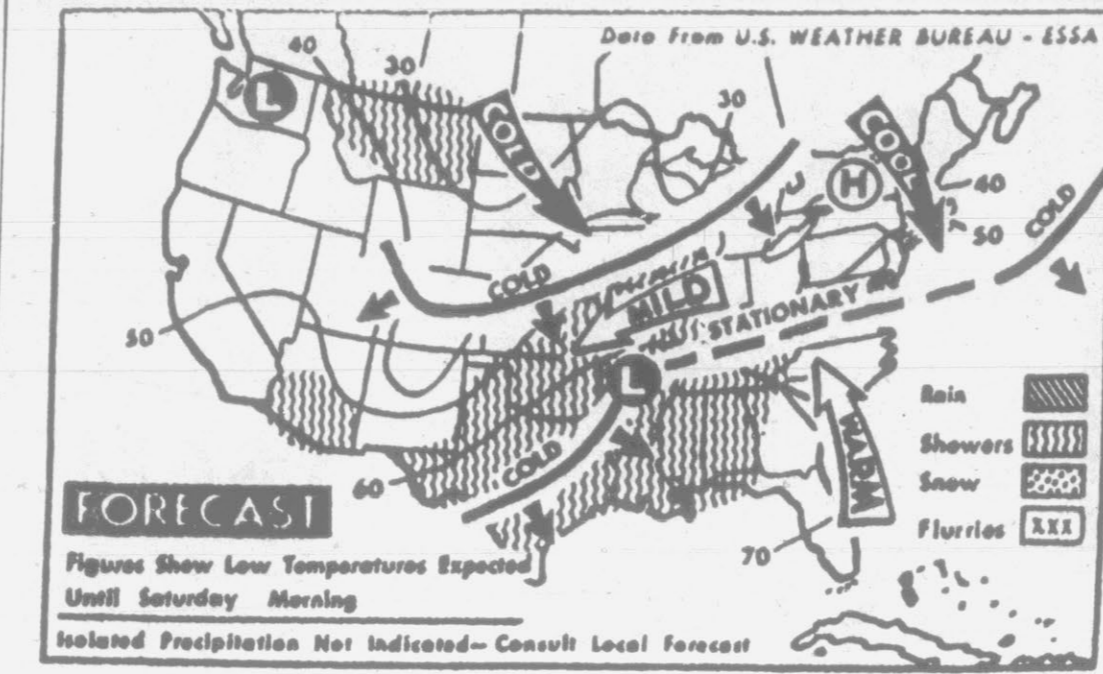 Data From U.S. WEATHER BUREAU - ESSA
40
30
30
L
COLD
COOL
H
40
50
COLD
COLD
MILD
STATIONARY
50
L
Rain
Showers
Snow
Flurries
XXX
WARM
COLD
60
70
FORECAST
Figures Show Low Temperatures Expected
Until Saturday Morning
Isolated Precipitation Not Indicated- Consult Local Forecast